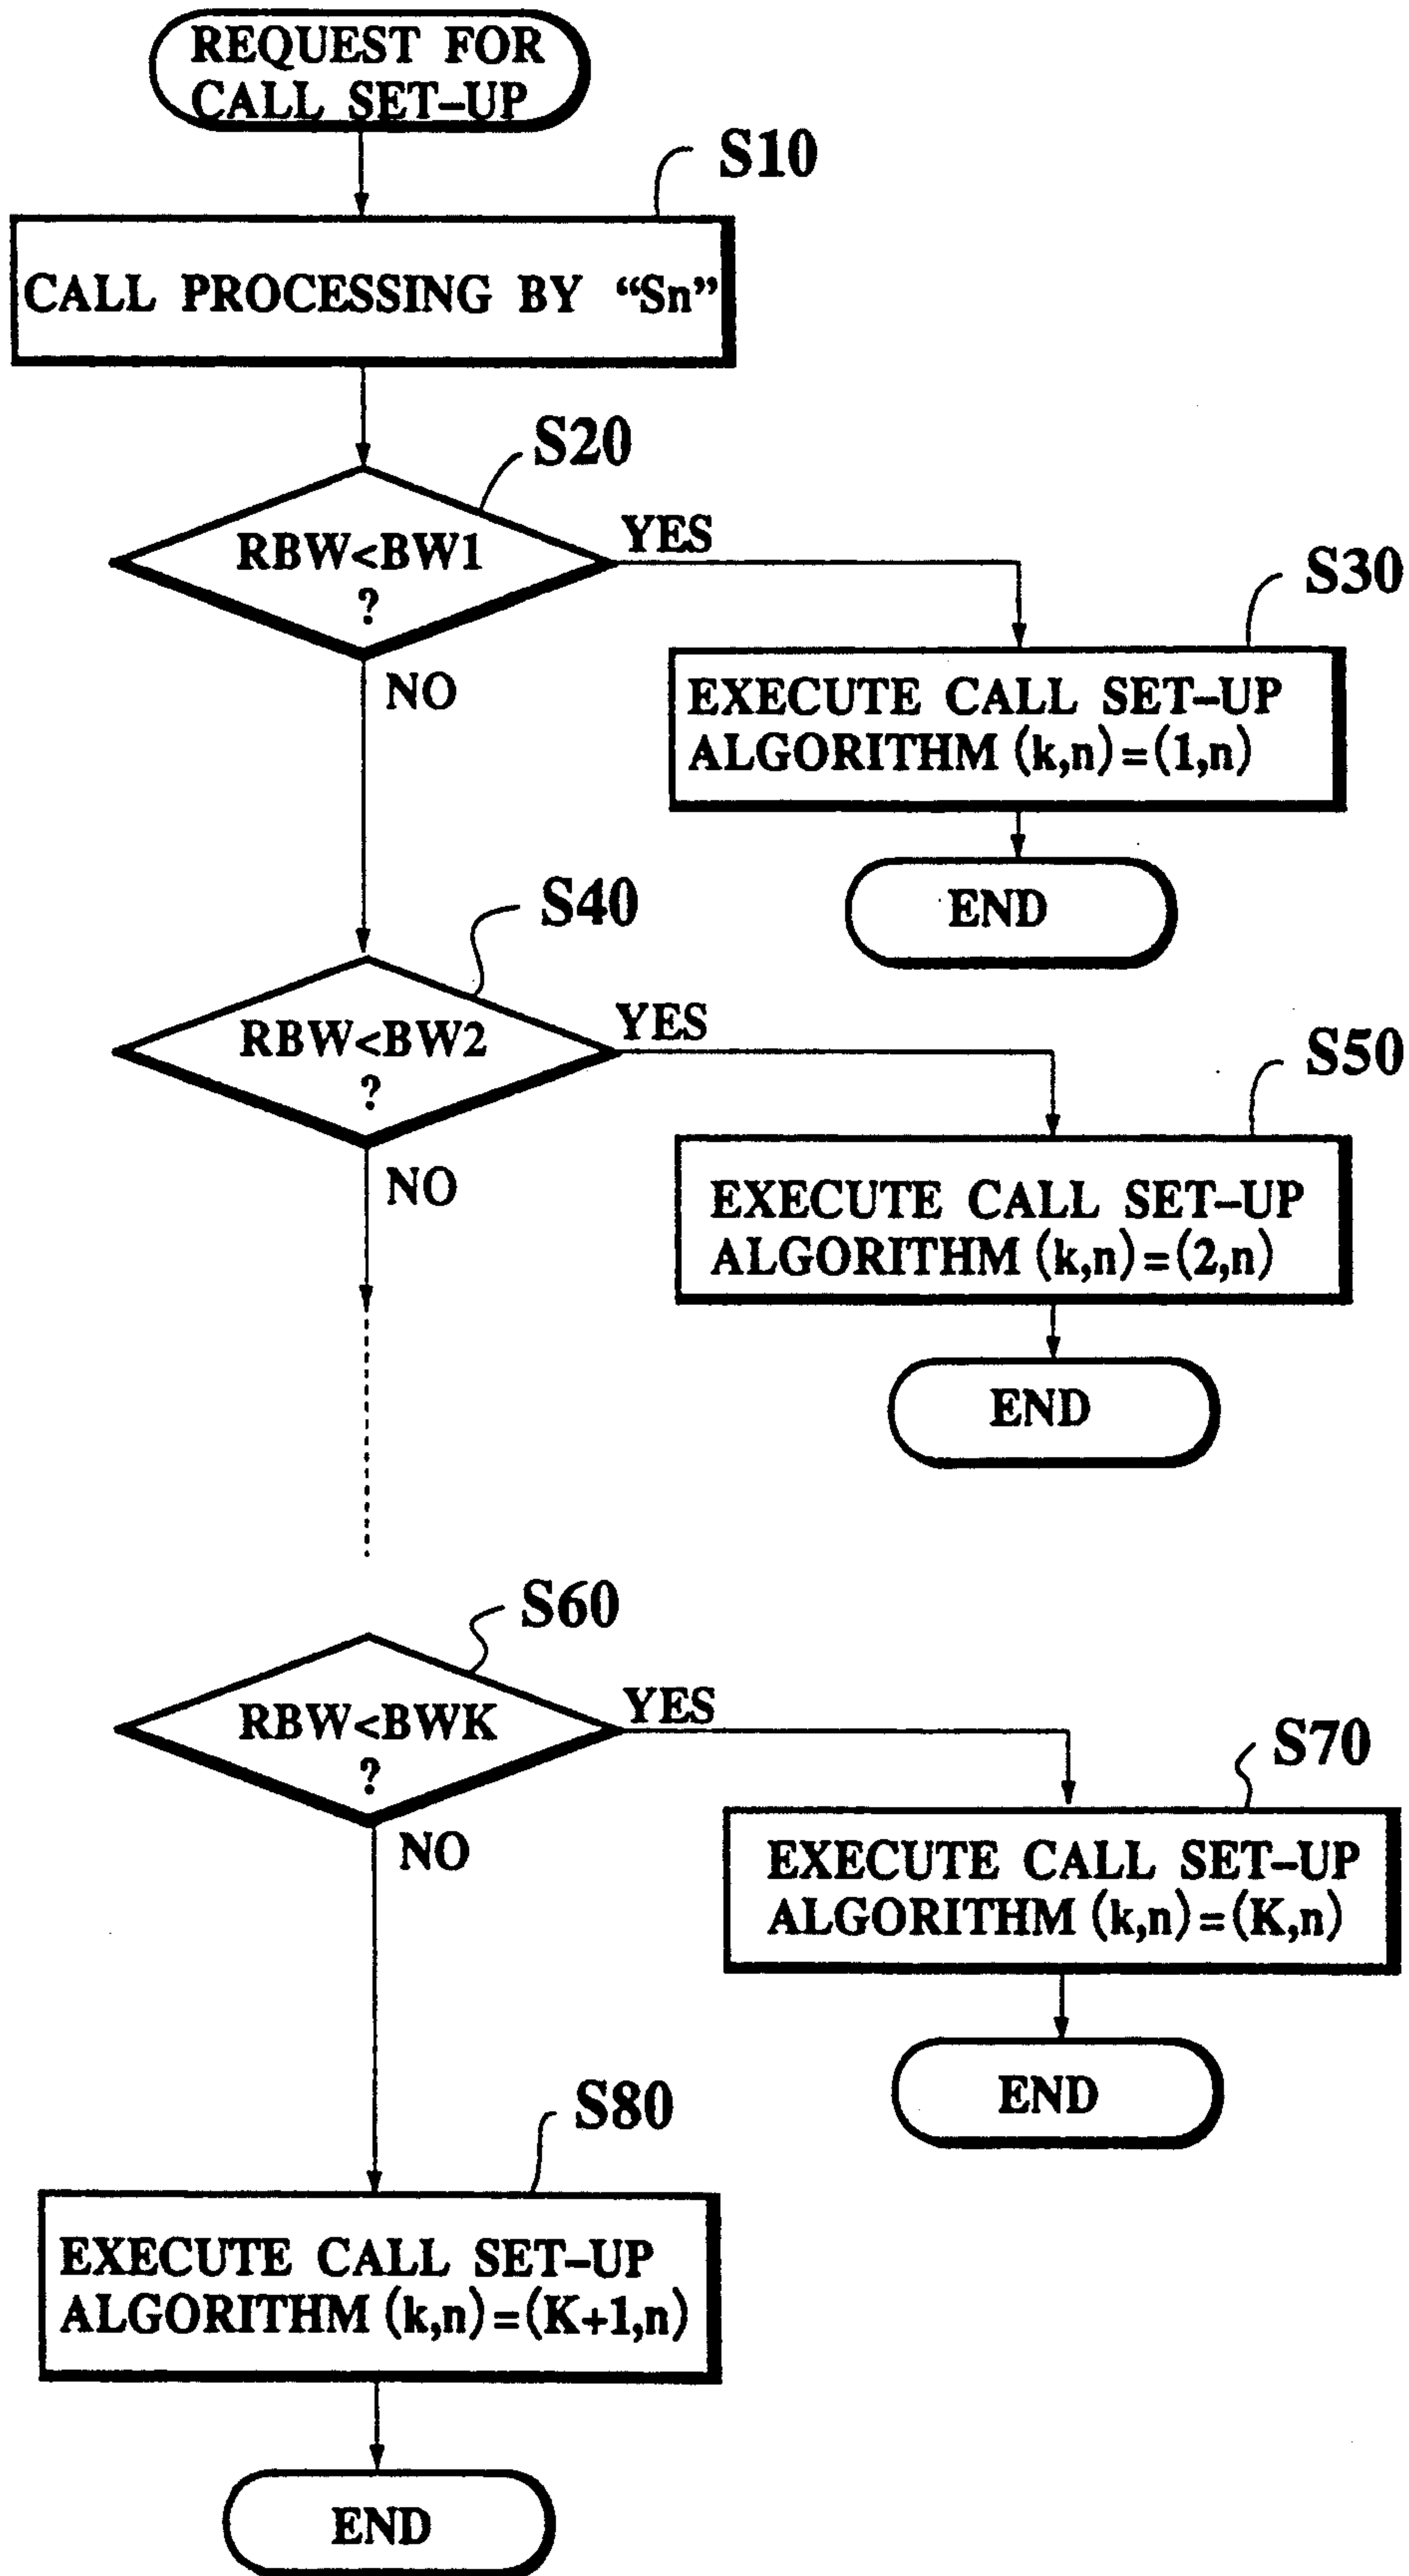 REQUEST FOR
CALL SET-UP
S10
CALL PROCESSING BY “Sn”
S20
RBW<BW1
?
YES
NO
S30
EXECUTE CALL SET-UP
ALGORITHM (k,n)=(1,n)
END
S40
RBW<BW2
?
YES
NO
S50
EXECUTE CALL SET-UP
ALGORITHM (k,n)=(2,n)
END
S60
RBW<BWK
?
YES
NO
S70
EXECUTE CALL SET-UP
ALGORITHM (k,n)=(K,n)
END
S80
EXECUTE CALL SET-UP
ALGORITHM (k,n)=(K+1,n)
END